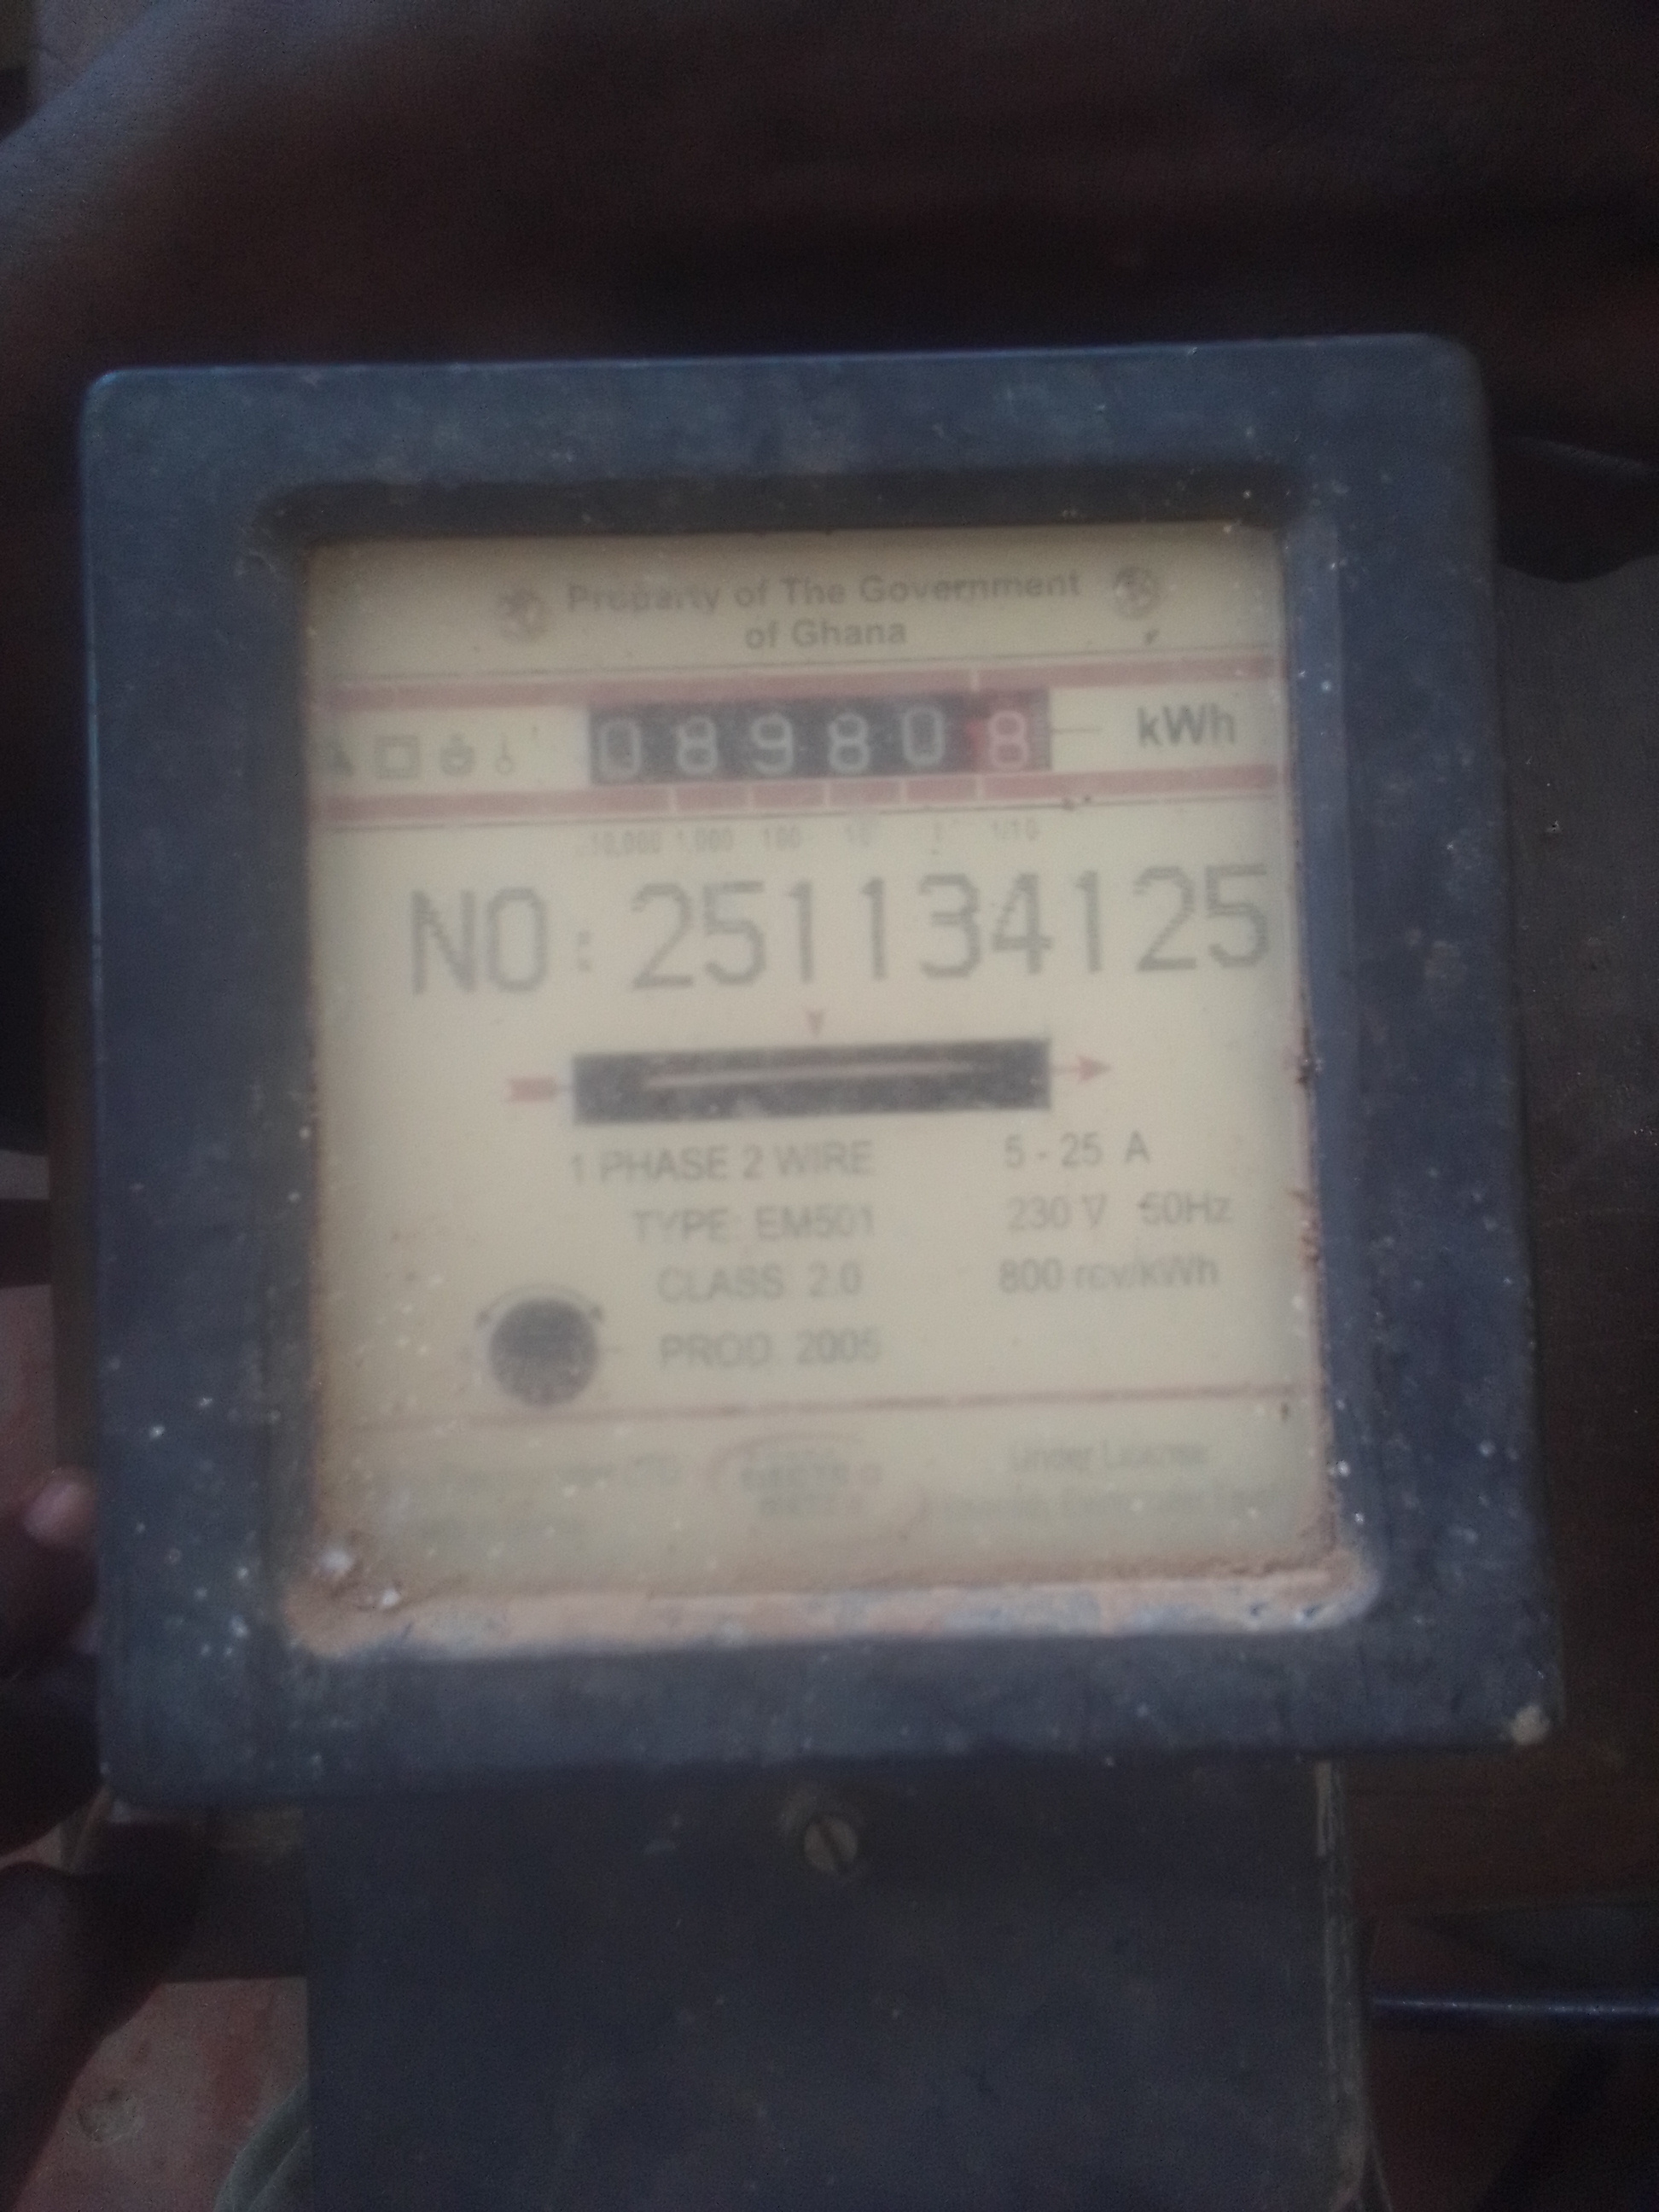 Property of The Government
of Ghana
08980 8 kWh
10,000 1,000 100 10 1 1/10
NO: 251134125
1 PHASE 2 WIRE 5 - 25 A
TYPE: EM501 230 V 50Hz
CLASS 2.0 800 rev/kWh
PROD. 2005
Under License